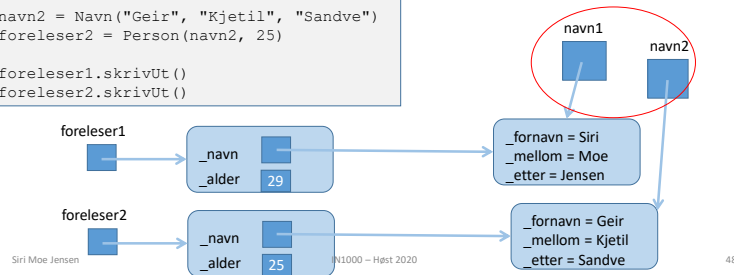 navn2 = Navn("Geir", "Kjetil", "Sandve")
foreleser2 = Person(navn2, 25)
foreleser1.skrivUt()
foreleser2.skrivUt()
navn1
navn2
foreleser1
_navn
_alder 29
_fornavn = Siri
_mellom = Moe
_etter = Jensen
foreleser2
_navn
_alder 25
_fornavn = Geir
_mellom = Kjetil
_etter = Sandve
Siri Moe Jensen
IN1000 – Høst 2020
48